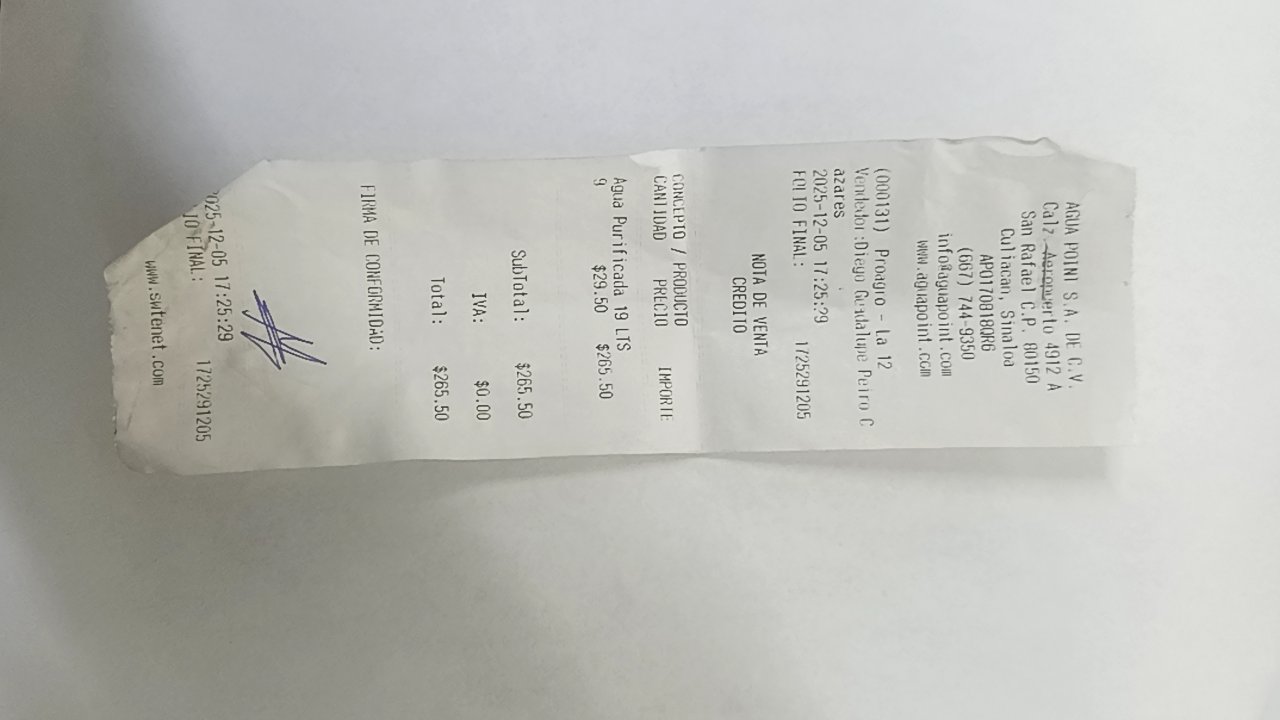 AGUA POINT S.A. DE C.V.
Calz. Aeropuerto 4912 A
San Rafael C.P. 80150
Culiacan, Sinaloa
APO170818QR6
(667) 744-9350
info@aguapoint.com
www.aguapoint.com
(000131) Proagro - La 12
Vendedor:Diego Guadalupe Peiro C
azares
2025-12-05 17:25:29
FOLIO FINAL: 1725291205
NOTA DE VENTA
CREDITO
CONCEPTO / PRODUCTO
CANTIDAD PRECIO IMPORTE
Agua Purificada 19 LTS
9 $29.50 $265.50
SubTotal: $265.50
IVA: $0.00
Total: $265.50
FIRMA DE CONFORMIDAD:
2025-12-05 17:25:29
IO FINAL: 1725291205
www.switenet.com